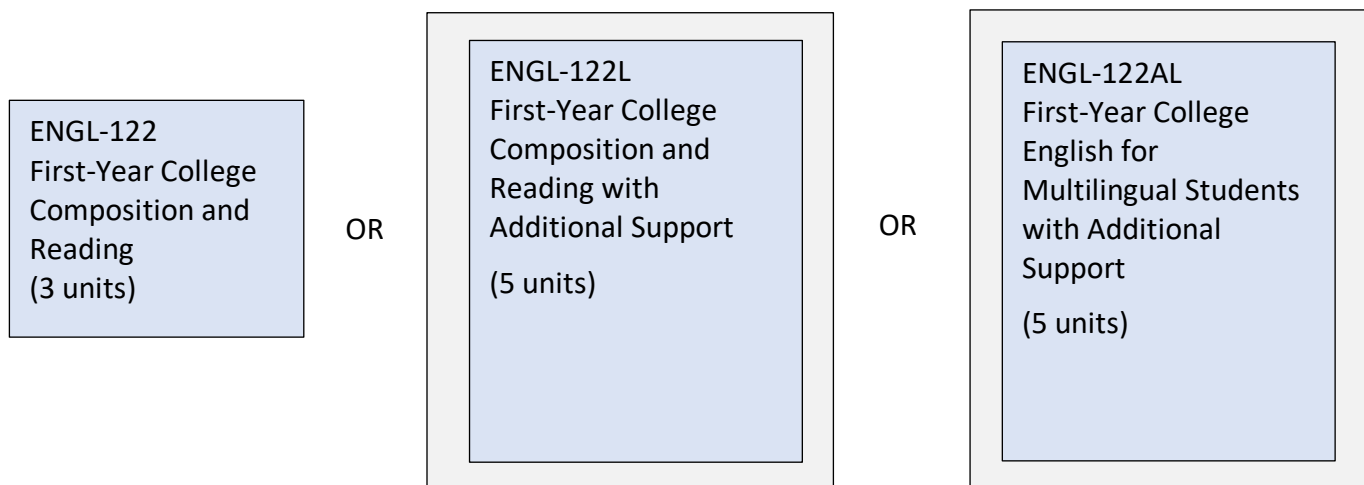 ENGL-122
First-Year College
Composition and
Reading
(3 units)
OR
ENGL-122L
First-Year College
Composition and
Reading with
Additional Support
(5 units)
OR
ENGL-122AL
First-Year College
English for
Multilingual Students
with Additional
Support
(5 units)